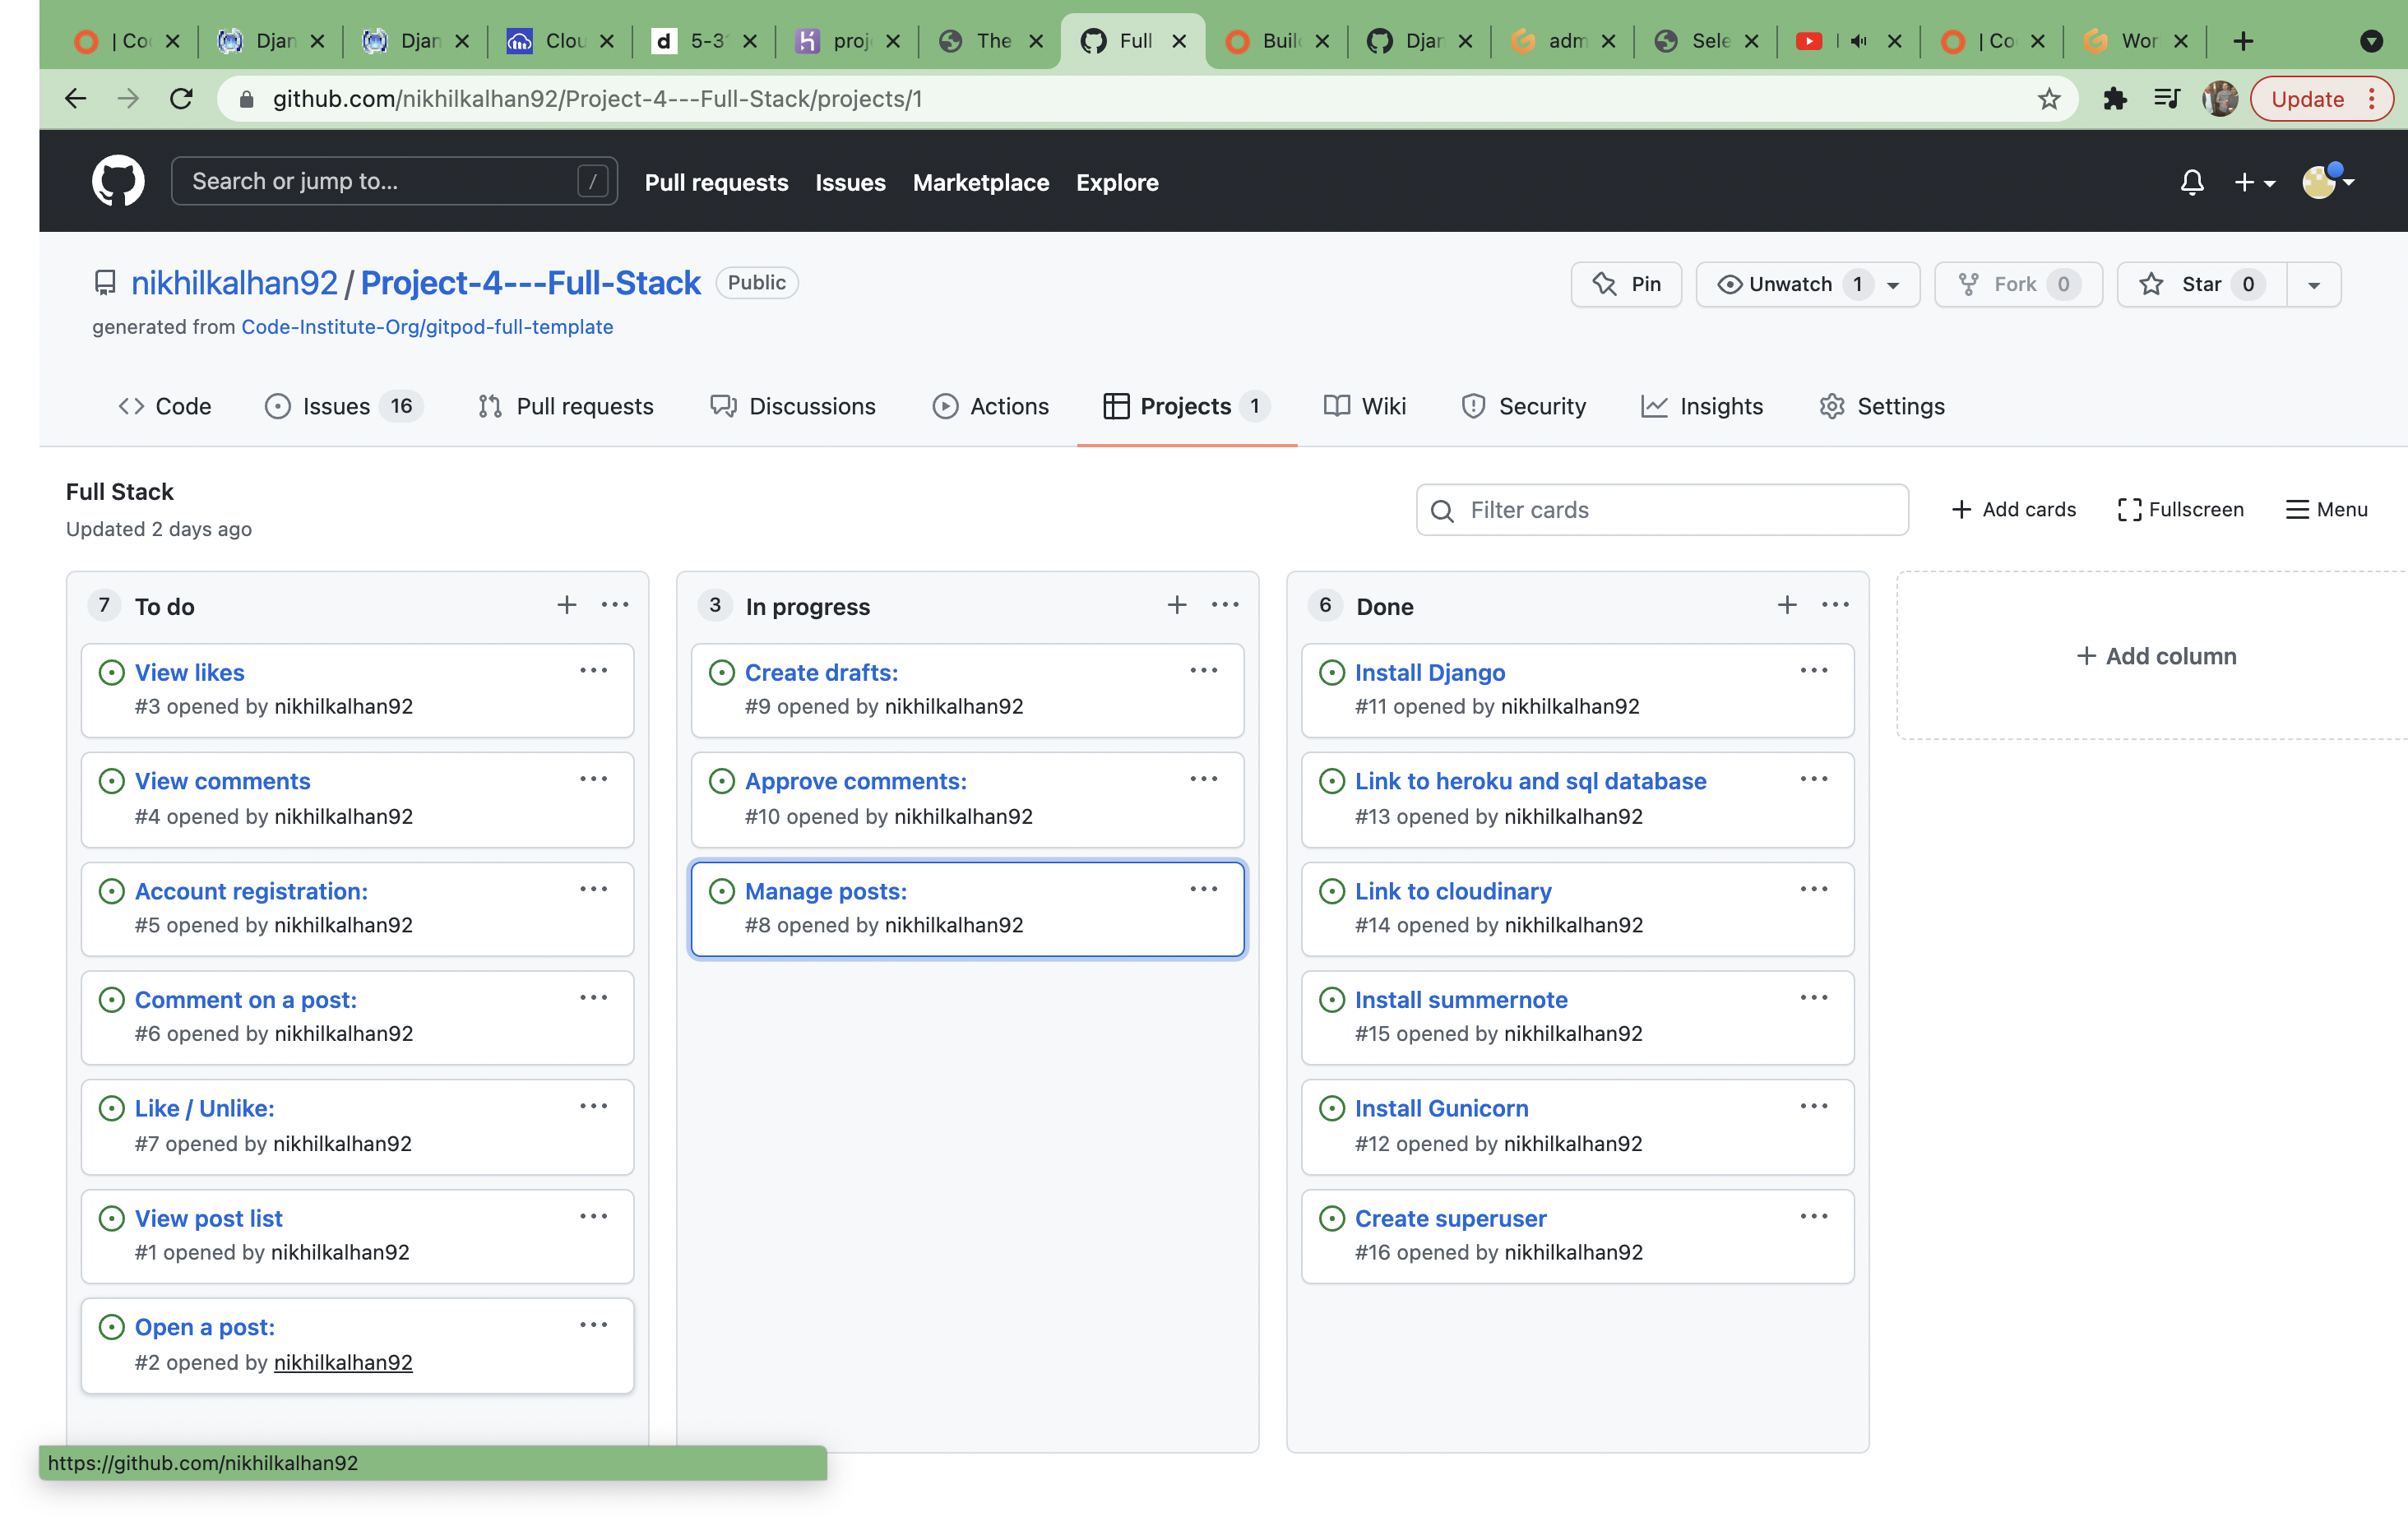 | Co
Djan
Djan
Clou
d 5-3
proj
The
Full
Buil
Djan
adm
Sele
| Co
Wor
github.com/nikhilkalhan92/Project-4---Full-Stack/projects/1
Update
Search or jump to... /
Pull requests Issues Marketplace Explore
nikhilkalhan92 / Project-4---Full-Stack Public
Pin Unwatch 1 Fork 0 Star 0
generated from Code-Institute-Org/gitpod-full-template
Code Issues 16 Pull requests Discussions Actions Projects 1 Wiki Security Insights Settings
Full Stack
Updated 2 days ago
Filter cards + Add cards Fullscreen Menu
7 To do
View likes
#3 opened by nikhilkalhan92
View comments
#4 opened by nikhilkalhan92
Account registration:
#5 opened by nikhilkalhan92
Comment on a post:
#6 opened by nikhilkalhan92
Like / Unlike:
#7 opened by nikhilkalhan92
View post list
#1 opened by nikhilkalhan92
Open a post:
#2 opened by nikhilkalhan92
3 In progress
Create drafts:
#9 opened by nikhilkalhan92
Approve comments:
#10 opened by nikhilkalhan92
Manage posts:
#8 opened by nikhilkalhan92
6 Done
Install Django
#11 opened by nikhilkalhan92
Link to heroku and sql database
#13 opened by nikhilkalhan92
Link to cloudinary
#14 opened by nikhilkalhan92
Install summernote
#15 opened by nikhilkalhan92
Install Gunicorn
#12 opened by nikhilkalhan92
Create superuser
#16 opened by nikhilkalhan92
+ Add column
https://github.com/nikhilkalhan92